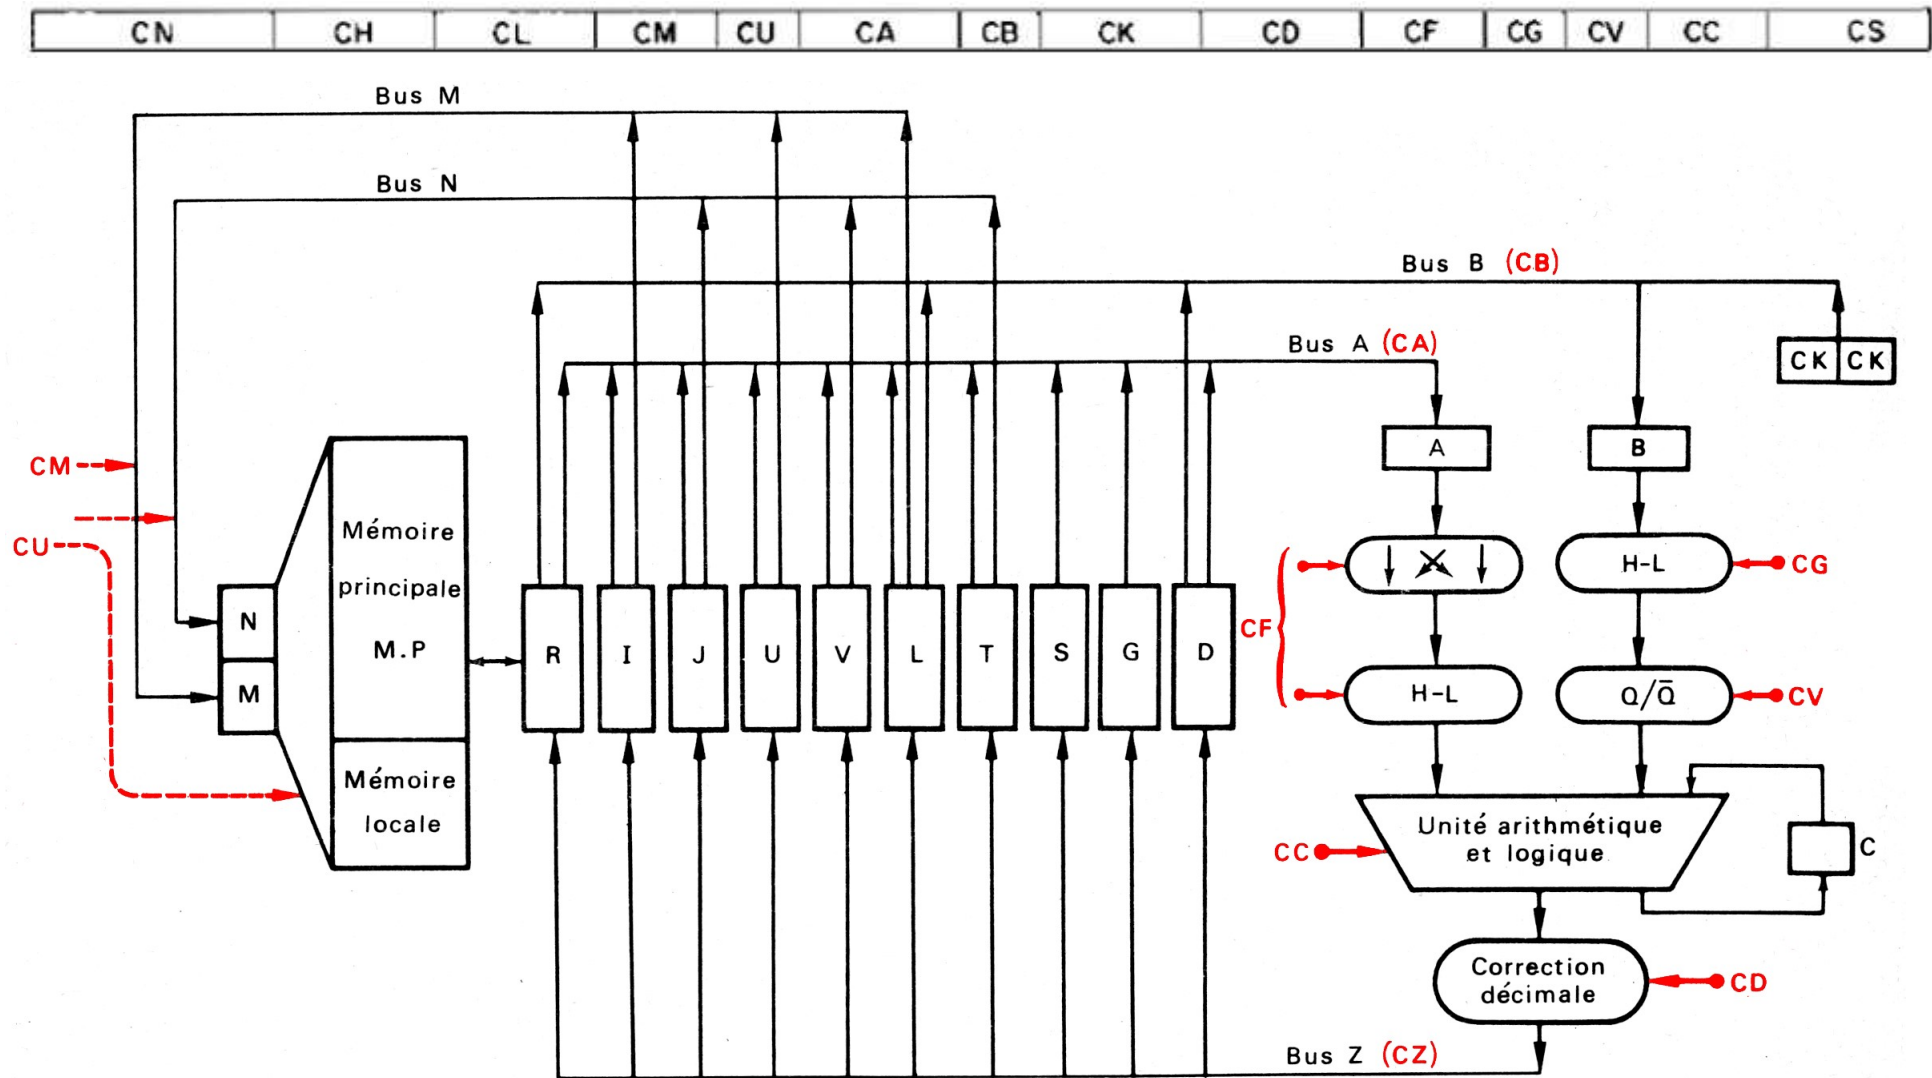 CN CH CL CM CU CA CB CK CD CF CG CV CC CS
Bus M
Bus N
Bus B (CB)
Bus A (CA)
CK CK
A
B
CM
CU
Mémoire
principale
M.P
N
M
Mémoire
locale
R I J U V L T S G D
CF
H-L
H-L
CG
Q/Q̅
CV
Unité arithmétique
et logique
CC
C
Correction
décimale
CD
Bus Z (CZ)